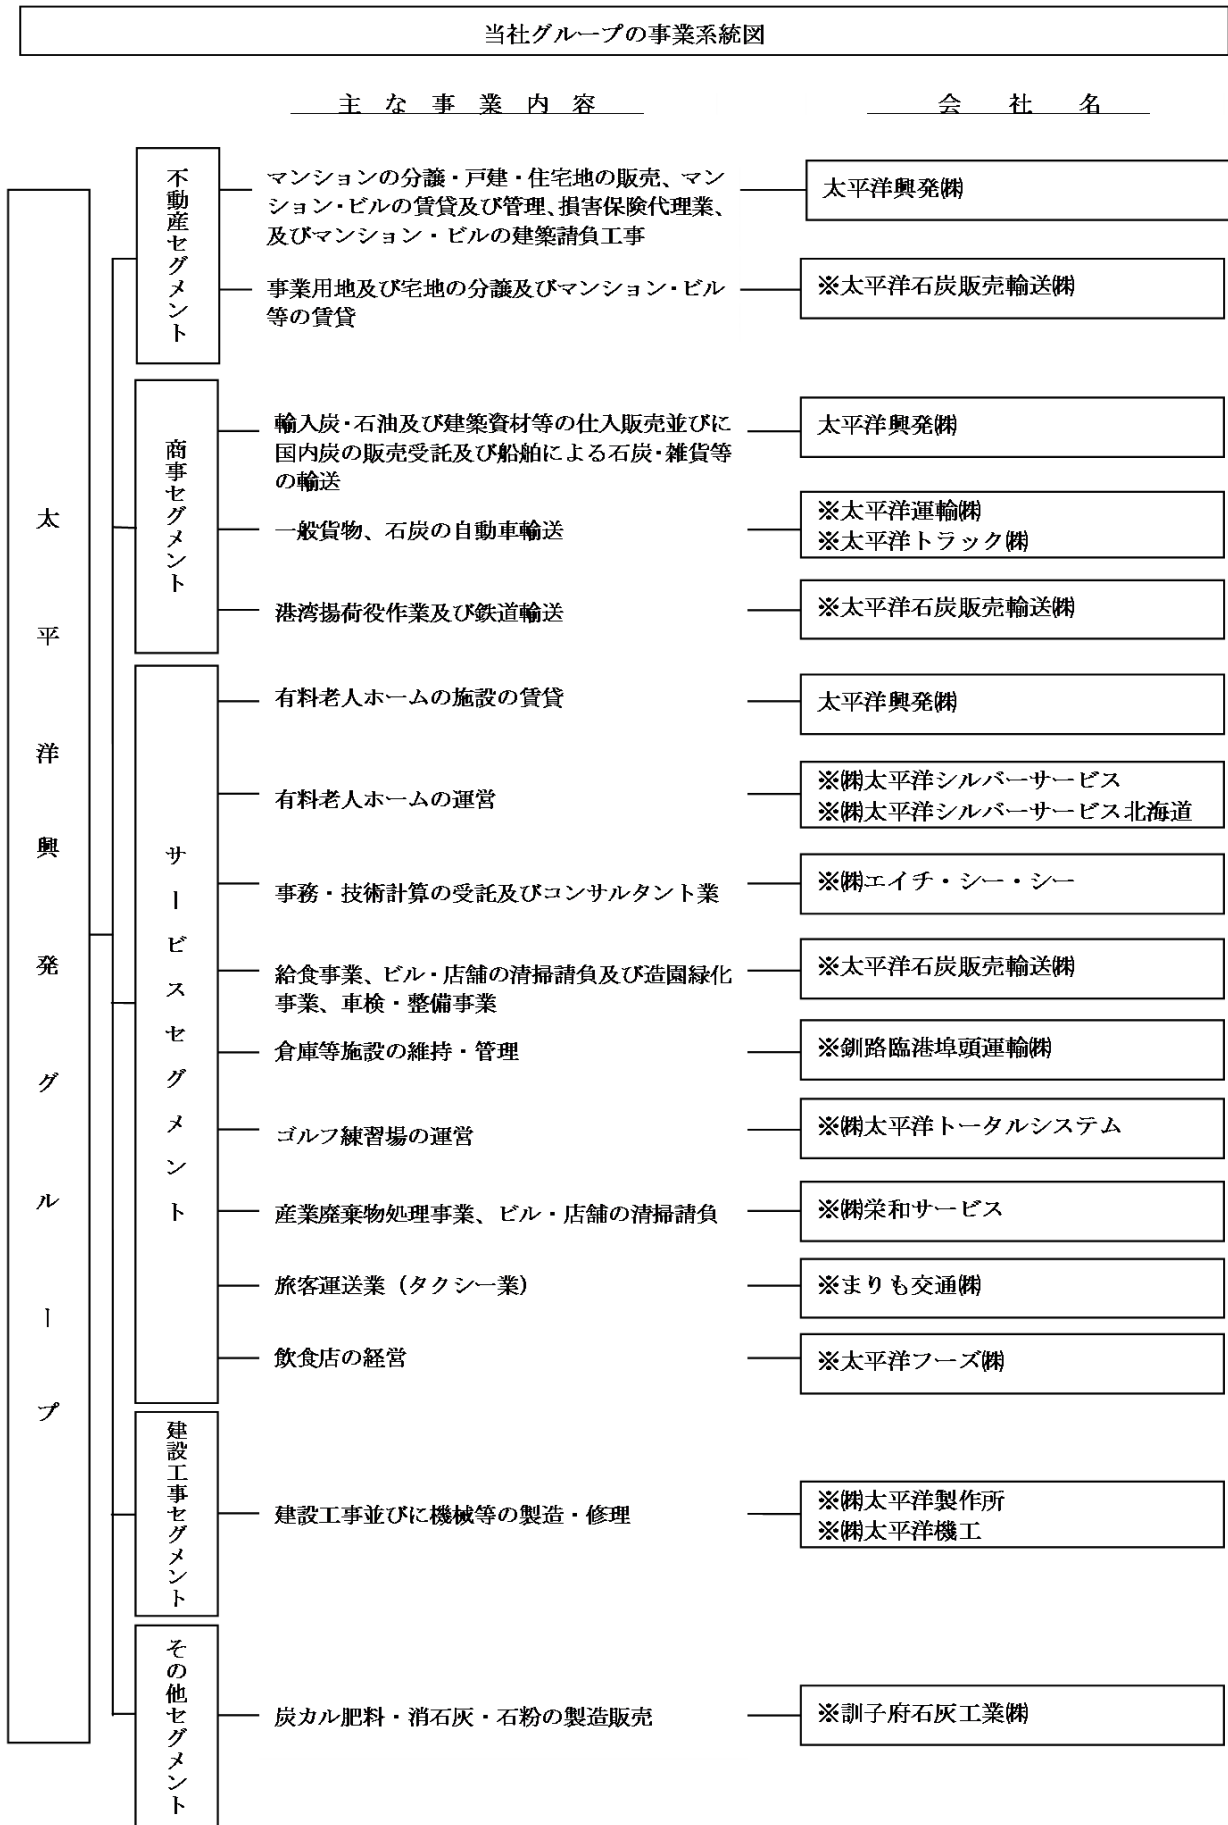 当社グループの事業系統図
主な事業内容
会社名
太平洋興発グループ
不動産セグメント
マンションの分譲・戸建・住宅地の販売、マン
ション・ビルの賃貸及び管理、損害保険代理業、
及びマンション・ビルの建築請負工事
太平洋興発㈱
事業用地及び宅地の分譲及びマンション・ビル
等の賃貸
※太平洋石炭販売輸送㈱
商事セグメント
輸入炭・石油及び建築資材等の仕入販売並びに
国内炭の販売受託及び船舶による石炭・雑貨等
の輸送
太平洋興発㈱
一般貨物、石炭の自動車輸送
※太平洋運輸㈱
※太平洋トラック㈱
港湾揚荷役作業及び鉄道輸送
※太平洋石炭販売輸送㈱
サービスセグメント
有料老人ホームの施設の賃貸
太平洋興発㈱
有料老人ホームの運営
※㈱太平洋シルバーサービス
※㈱太平洋シルバーサービス北海道
事務・技術計算の受託及びコンサルタント業
※㈱エイチ・シー・シー
給食事業、ビル・店舗の清掃請負及び造園緑化
事業、車検・整備事業
※太平洋石炭販売輸送㈱
倉庫等施設の維持・管理
※釧路臨港埠頭運輸㈱
ゴルフ練習場の運営
※㈱太平洋トータルシステム
産業廃棄物処理事業、ビル・店舗の清掃請負
※㈱栄和サービス
旅客運送業（タクシー業）
※まりも交通㈱
飲食店の経営
※太平洋フーズ㈱
建設工事セグメント
建設工事並びに機械等の製造・修理
※㈱太平洋製作所
※㈱太平洋機工
その他セグメント
炭カル肥料・消石灰・石粉の製造販売
※訓子府石灰工業㈱